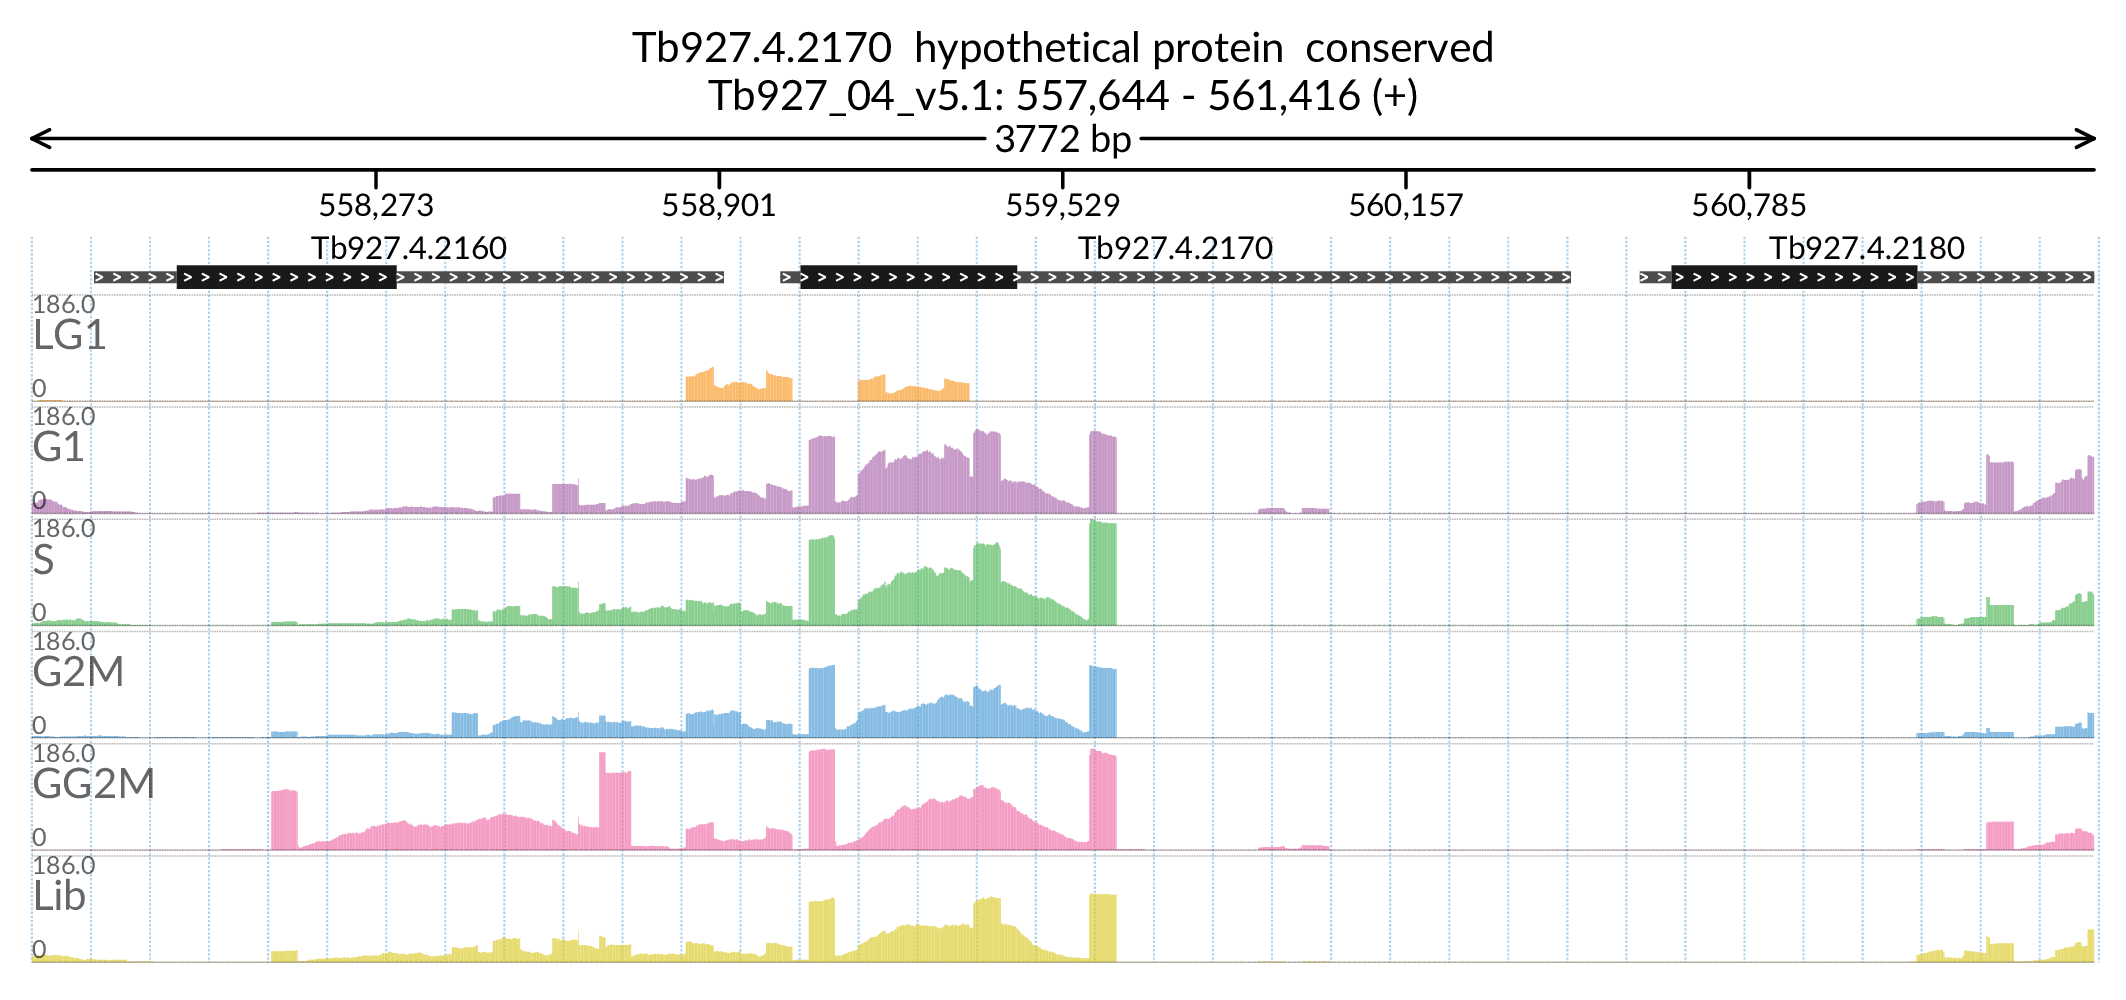 Tb927.4.2170 hypothetical protein conserved
Tb927_04_v5.1: 557,644 - 561,416 (+)
3772 bp
558,273 558,901 559,529 560,157 560,785
Tb927.4.2160 Tb927.4.2170 Tb927.4.2180
186.0
LG1
0
186.0
G1
0
186.0
S
0
186.0
G2M
0
186.0
GG2M
0
186.0
Lib
0